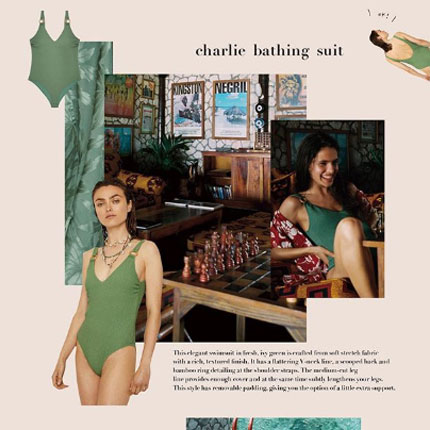 charlie bathing suit
KINGSTON
NEGRIL
This elegant swimsuit in fresh, ivy green is crafted from soft stretch fabric
with a rich, textured finish. It has a flattering V-neck line, a scooped back and
bamboo ring detailing at the shoulder straps. The medium-cut leg
line provides enough cover and at the same time subtly lengthens your legs.
This style has removable padding, giving you the option of a little extra support.